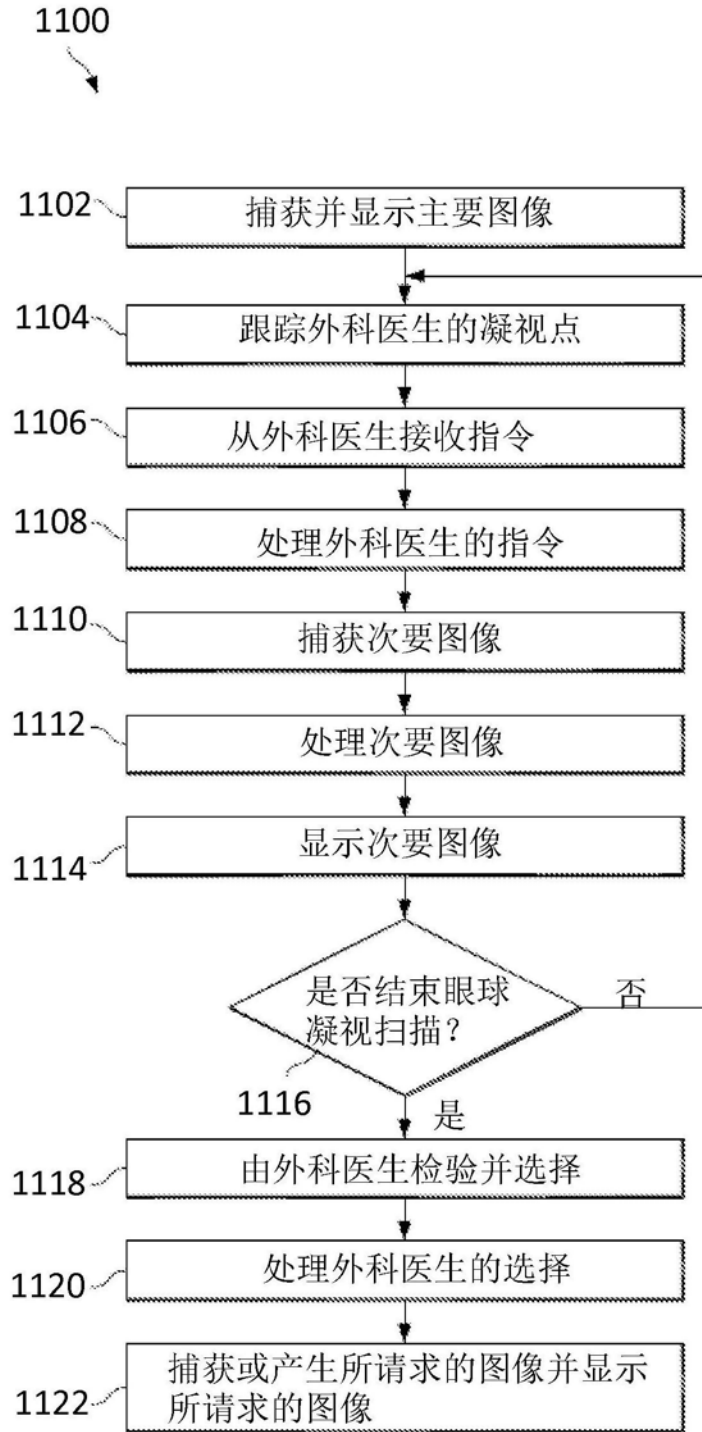 1100
1102
捕获并显示主要图像
1104
跟踪外科医生的凝视点
1106
从外科医生接收指令
1108
处理外科医生的指令
1110
捕获次要图像
1112
处理次要图像
1114
显示次要图像
是否结束眼球
凝视扫描？
否
1116
是
1118
由外科医生检验并选择
1120
处理外科医生的选择
1122
捕获或产生所请求的图像并显示
所请求的图像